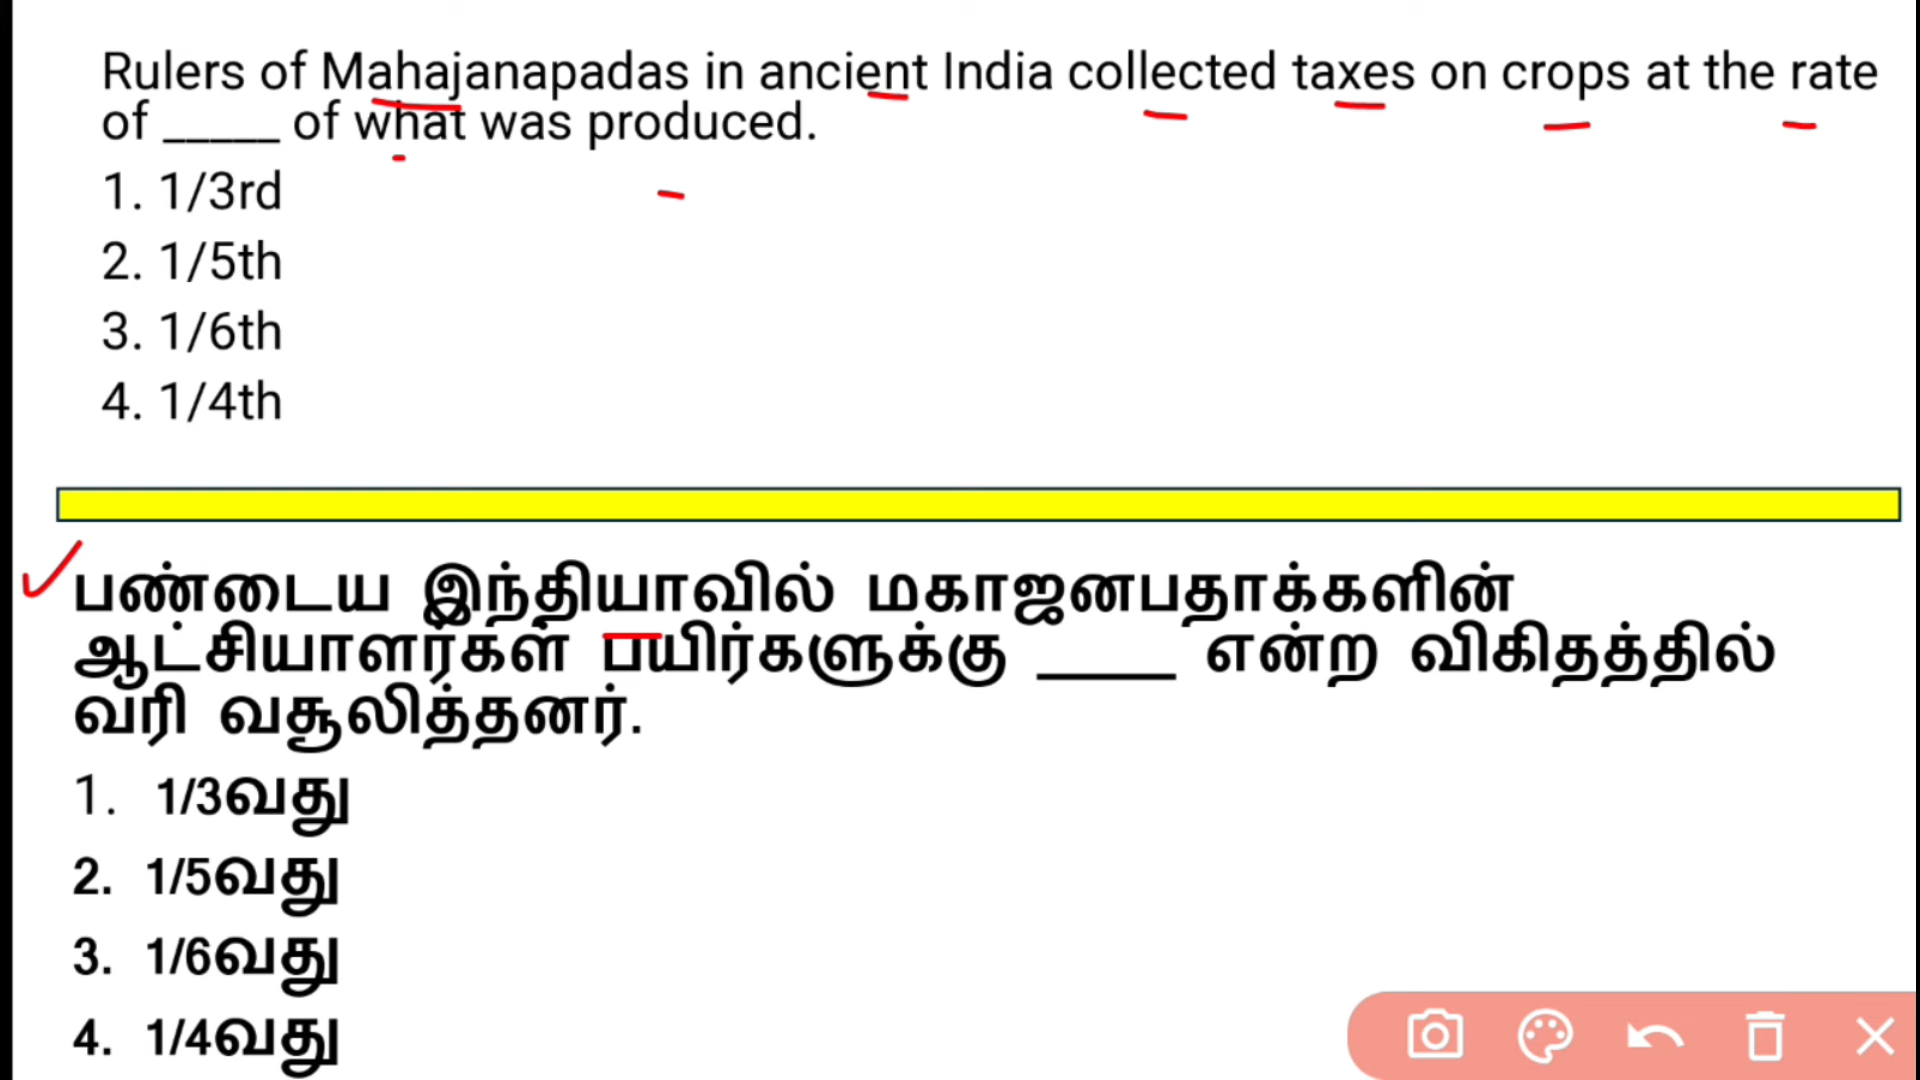 Rulers of Mahajanapadas in ancient India collected taxes on crops at the rate
of _____ of what was produced.
1. 1/3rd
2. 1/5th
3. 1/6th
4. 1/4th
பண்டைய இந்தியாவில் மகாஜனபதாக்களின்
ஆட்சியாளர்கள் பயிர்களுக்கு _____ என்ற விகிதத்தில்
வரி வசூலித்தனர்.
1. 1/3வது
2. 1/5வது
3. 1/6வது
4. 1/4வது